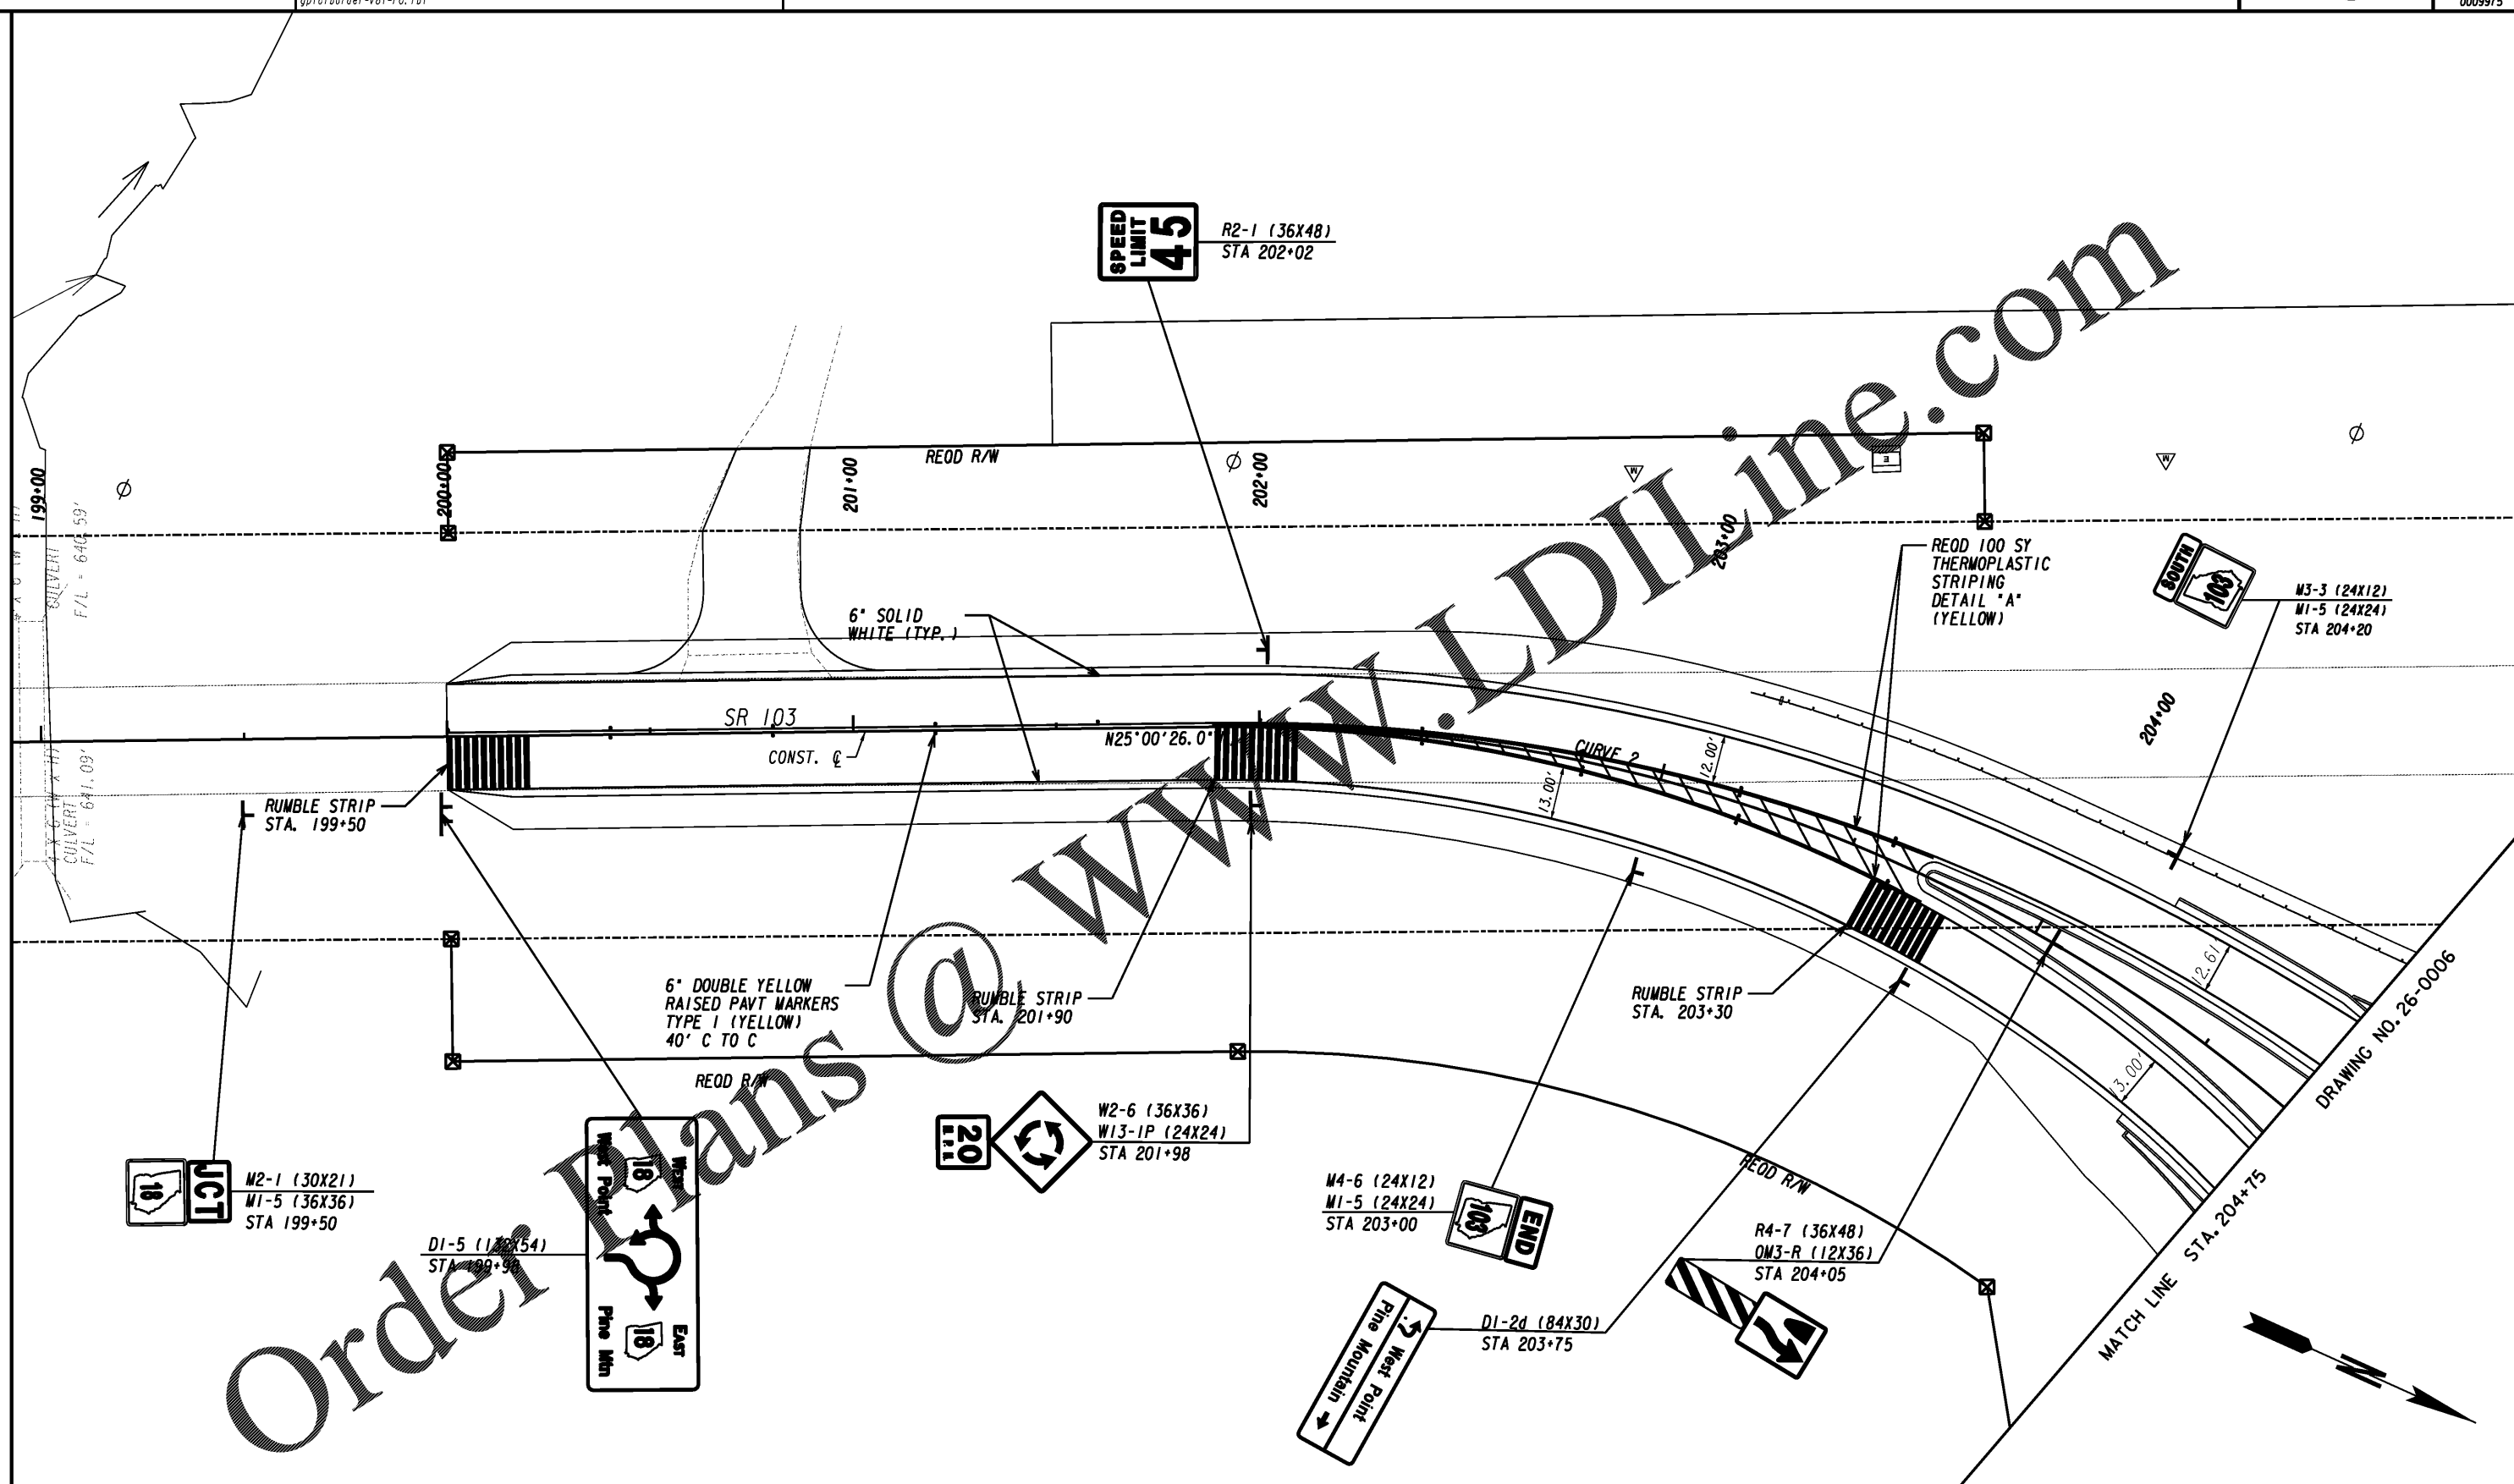 0009975
SPEED
LIMIT
45
R2-1 (36X48)
STA 202+02
REQD R/W
199+00
200+00
201+00
202+00
203+00
204+00
CULVERT
F/L = 640.59'
6" SOLID
WHITE (TYP.)
REQD 100 SY
THERMOPLASTIC
STRIPING
DETAIL "A"
(YELLOW)
SOUTH
103
M3-3 (24X12)
M1-5 (24X24)
STA 204+20
SR 103
CONST. ℄
N25°00'26.0"
CURVE 2
12.00'
13.00'
RUMBLE STRIP
STA. 199+50
CULVERT
F/L = 641.09'
6" DOUBLE YELLOW
RAISED PAVT MARKERS
TYPE 1 (YELLOW)
40' C TO C
RUMBLE STRIP
STA. 201+90
RUMBLE STRIP
STA. 203+30
12.61'
13.00'
REQD R/W
REQD R/W
DRAWING NO. 26-0006
MATCH LINE STA. 204+75
JCT
18
M2-1 (30X21)
M1-5 (36X36)
STA 199+50
D1-5 (132X54)
STA 199+98
WEST
18
West Point
EAST
18
Pine Mtn
20
M.P.H.
W2-6 (36X36)
W13-1P (24X24)
STA 201+98
M4-6 (24X12)
M1-5 (24X24)
STA 203+00
END
103
West Point
Pine Mountain
D1-2d (84X30)
STA 203+75
R4-7 (36X48)
OM3-R (12X36)
STA 204+05
N
Order Plans @ www.LDILine.com